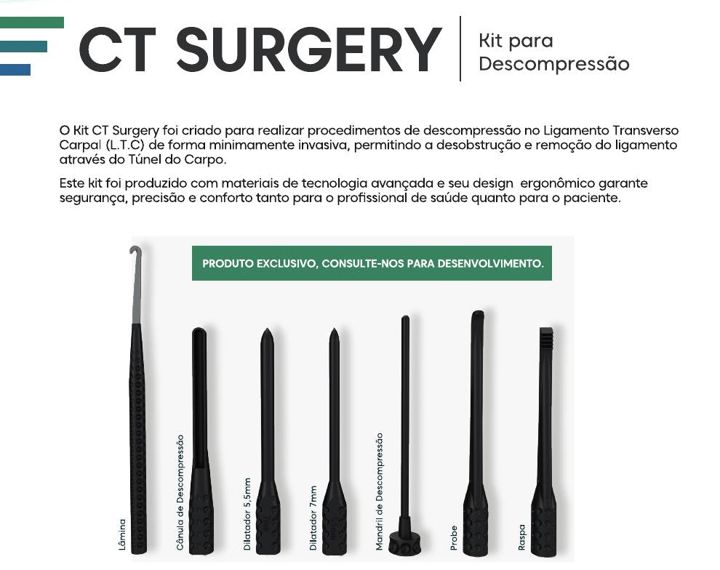 CT SURGERY
Kit para
Descompressão
O Kit CT Surgery foi criado para realizar procedimentos de descompressão no Ligamento Transverso
Carpal (L.T.C) de forma minimamente invasiva, permitindo a desobstrução e remoção do ligamento
através do Túnel do Carpo.
Este kit foi produzido com materiais de tecnologia avançada e seu design ergonômico garante
segurança, precisão e conforto tanto para o profissional de saúde quanto para o paciente.
PRODUTO EXCLUSIVO, CONSULTE-NOS PARA DESENVOLVIMENTO.
Lâmina
Cânula de Descompressão
Dilatador 5,5mm
Dilatador 7mm
Mandril de Descompressão
Probe
Raspa